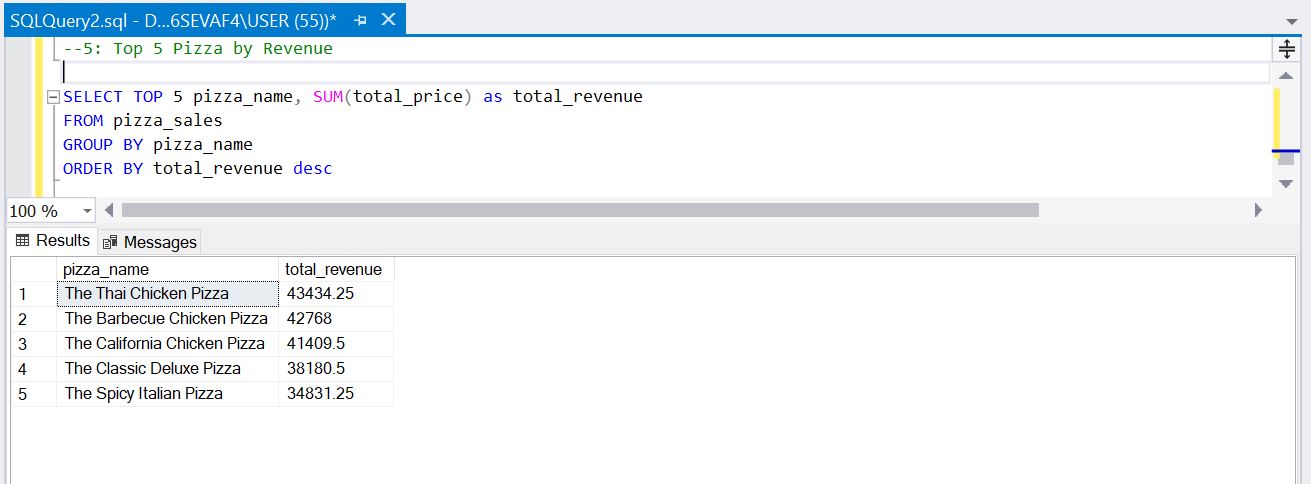 SQLQuery2.sql - D...6SEVAF4\USER (55))*
--5: Top 5 Pizza by Revenue
SELECT TOP 5 pizza_name, SUM(total_price) as total_revenue
FROM pizza_sales
GROUP BY pizza_name
ORDER BY total_revenue desc
100 %
Results Messages
pizza_name total_revenue
1 The Thai Chicken Pizza 43434.25
2 The Barbecue Chicken Pizza 42768
3 The California Chicken Pizza 41409.5
4 The Classic Deluxe Pizza 38180.5
5 The Spicy Italian Pizza 34831.25